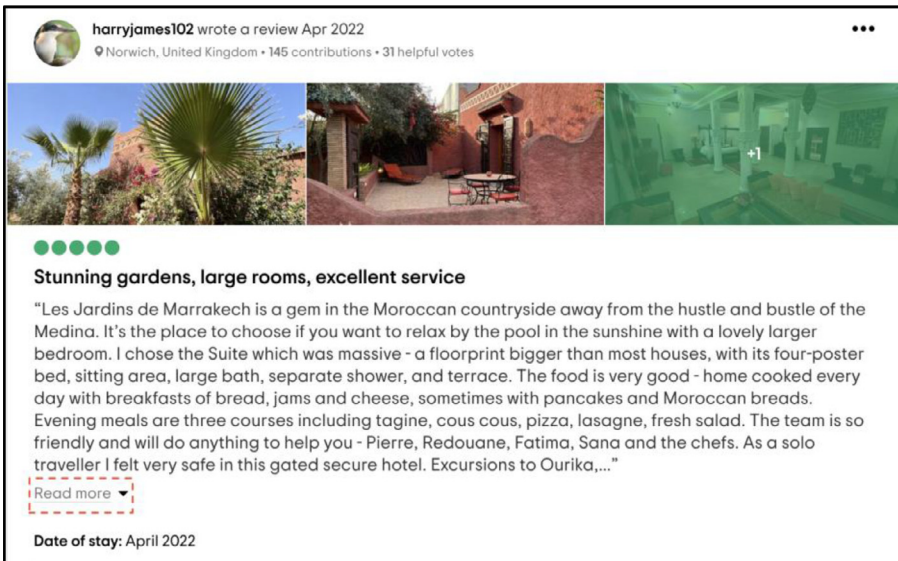 harryjames102 wrote a review Apr 2022
Norwich, United Kingdom • 145 contributions • 31 helpful votes
+1
Stunning gardens, large rooms, excellent service
“Les Jardins de Marrakech is a gem in the Moroccan countryside away from the hustle and bustle of the
Medina. It’s the place to choose if you want to relax by the pool in the sunshine with a lovely larger
bedroom. I chose the Suite which was massive - a floorprint bigger than most houses, with its four-poster
bed, sitting area, large bath, separate shower, and terrace. The food is very good - home cooked every
day with breakfasts of bread, jams and cheese, sometimes with pancakes and Moroccan breads.
Evening meals are three courses including tagine, cous cous, pizza, lasagne, fresh salad. The team is so
friendly and will do anything to help you - Pierre, Redouane, Fatima, Sana and the chefs. As a solo
traveller I felt very safe in this gated secure hotel. Excursions to Ourika,...”
Read more
Date of stay: April 2022